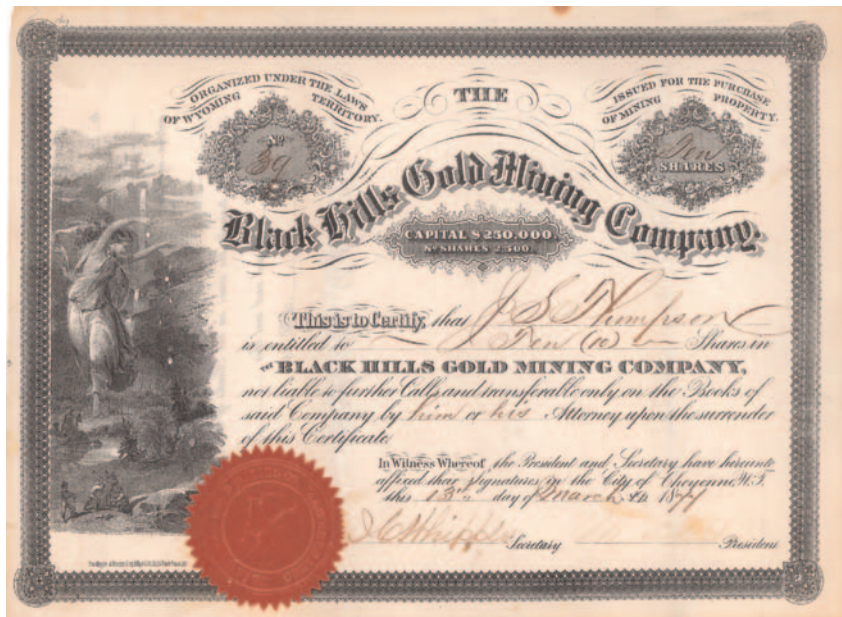 ORGANIZED UNDER THE LAWS
OF WYOMING TERRITORY.
No
39
THE
ISSUED FOR THE PURCHASE
OF MINING PROPERTY.
Ten
SHARES
Black Hills Gold Mining Company.
CAPITAL $250,000.
No SHARES 2,500.
This is to Certify, that J S Thompson
is entitled to Ten (10) Shares in
THE BLACK HILLS GOLD MINING COMPANY,
not liable to further Calls and transferable only on the Books of
said Company by him or his Attorney upon the surrender
of this Certificate
In Witness Whereof, the President and Secretary have hereunto
affixed their Signatures in the City of Cheyenne, W.T.
this 13th day of March A.D. 1877
Secretary President